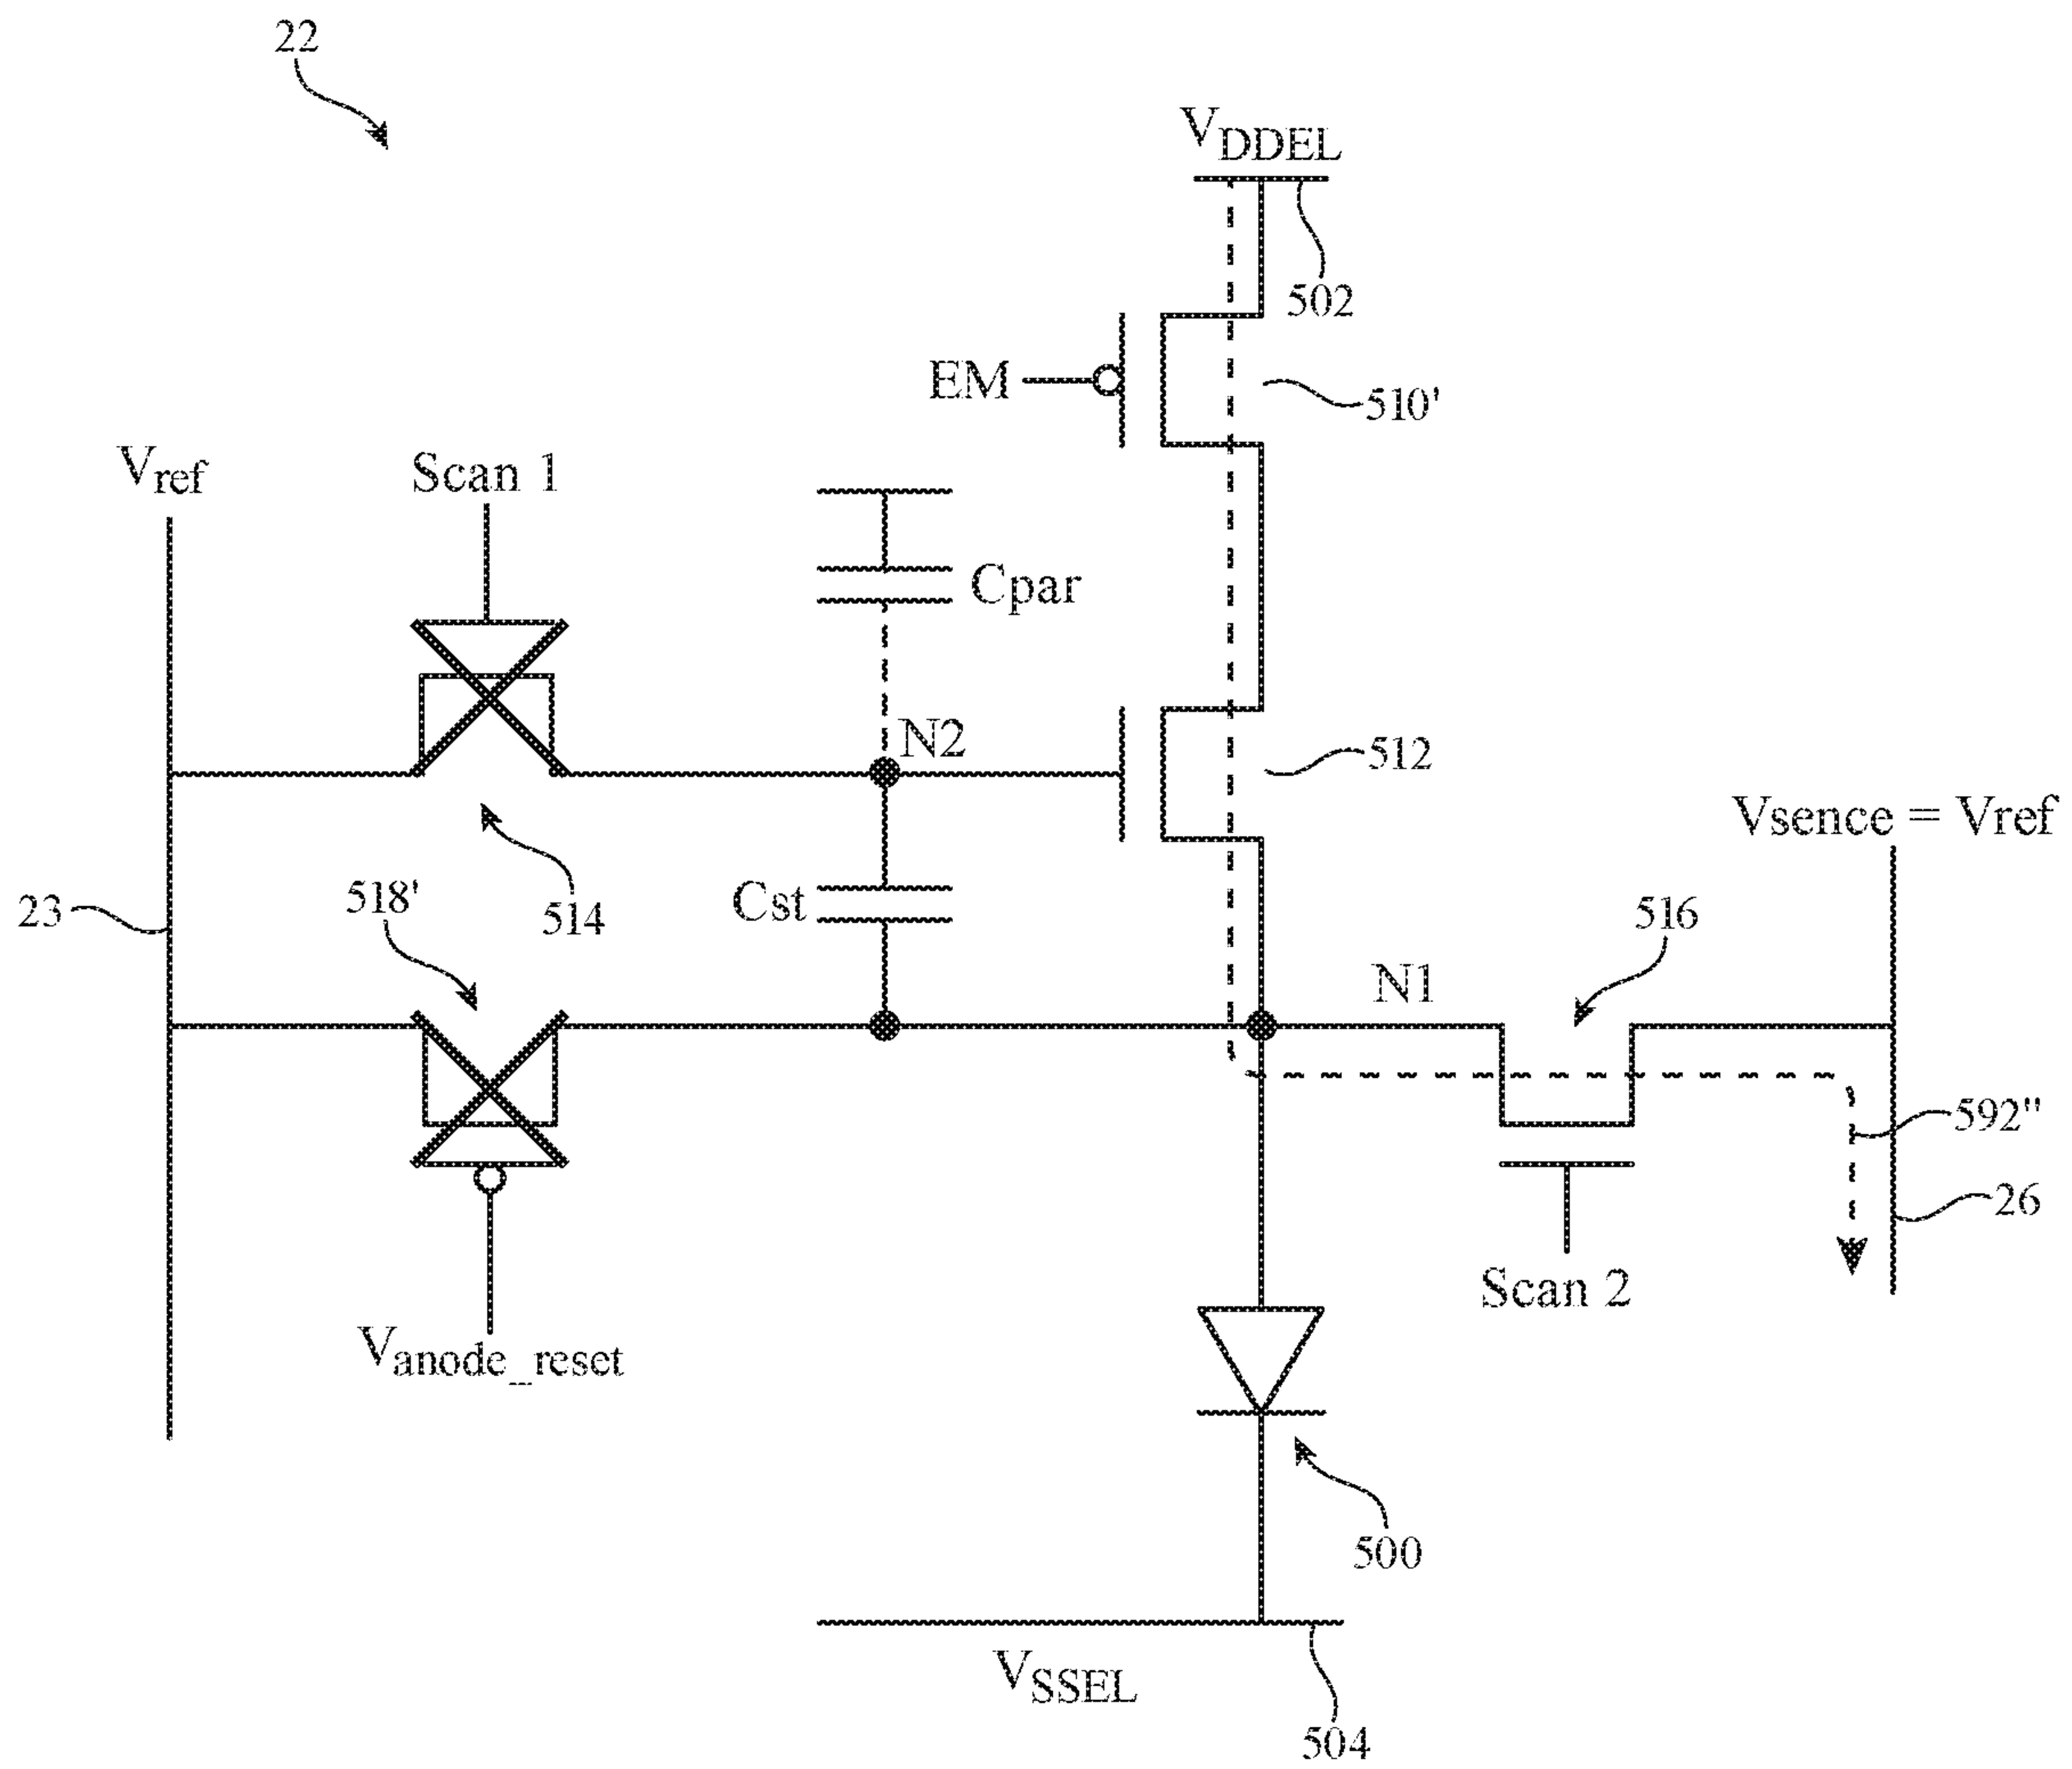 22
VDDEL
502
EM
510'
Vref
Scan 1
Cpar
N2
512
Vsence = Vref
518'
Cst
516
23
514
N1
592"
26
Scan 2
Vanode_reset
500
VSSEL
504